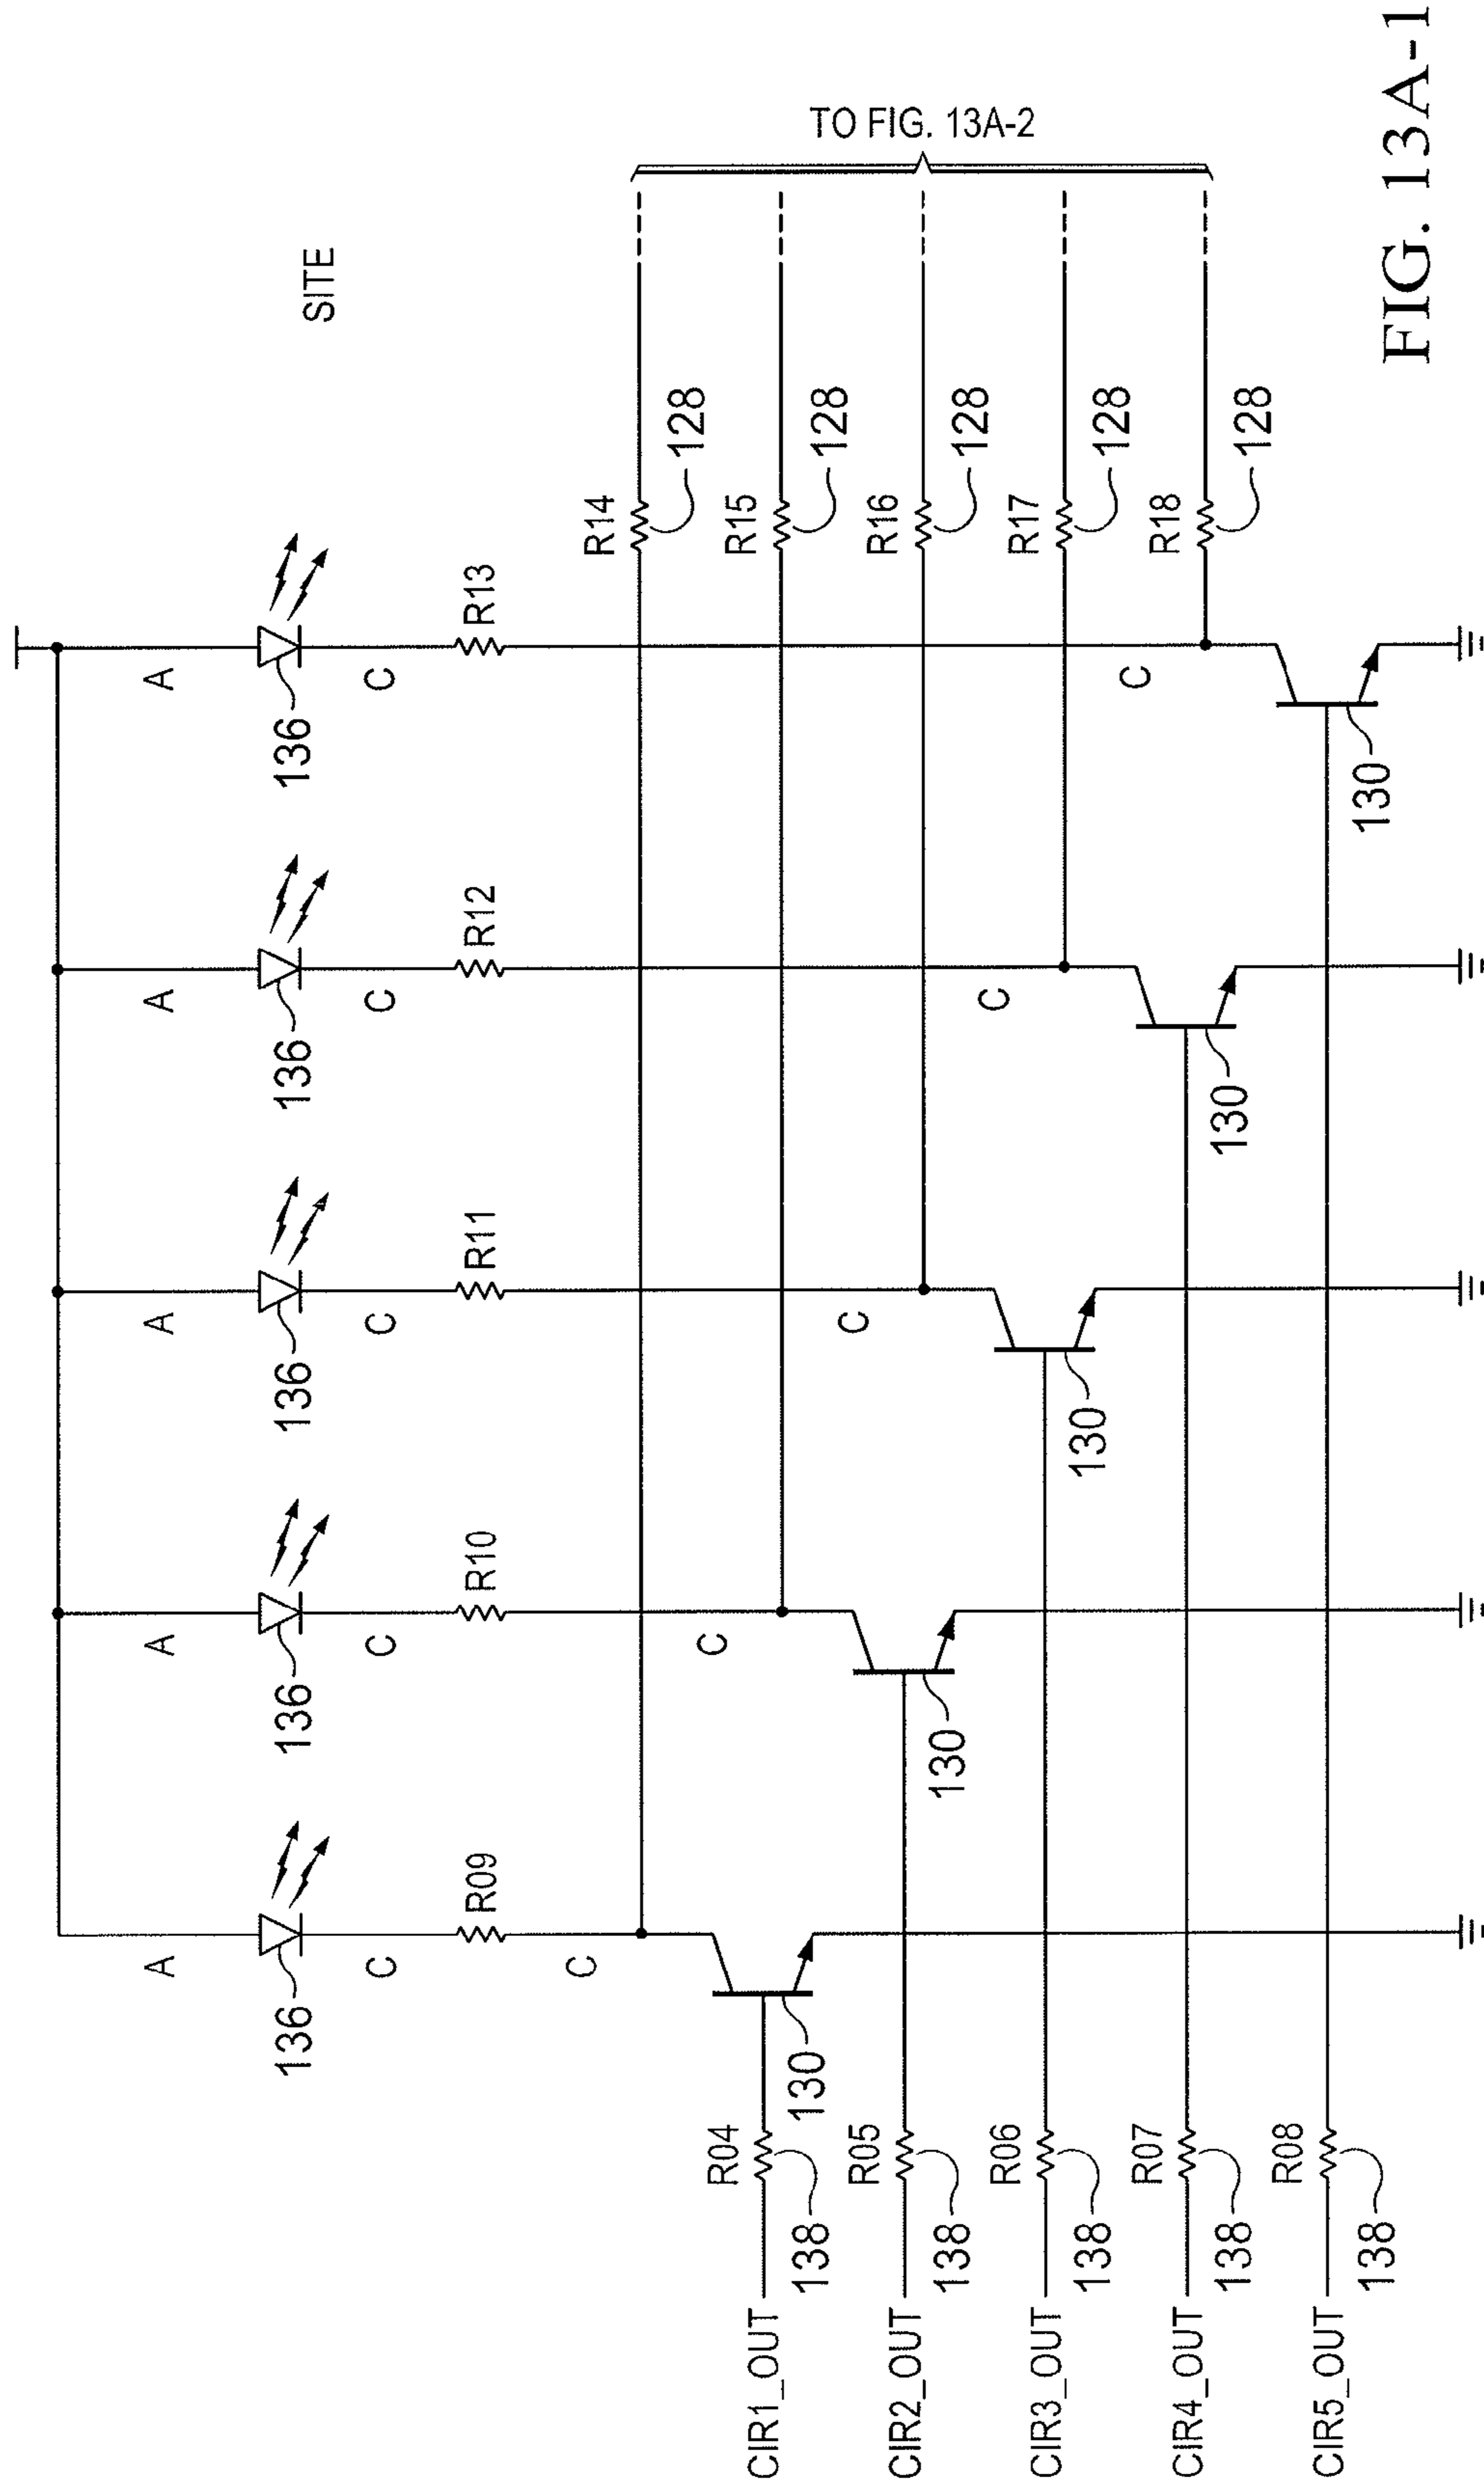 SITE
A
A
A
A
A
136
136
136
136
136
C
C
C
C
C
R09
R10
R11
R12
R13
C
C
C
C
C
R14
128
R15
128
R16
128
R17
128
R18
128
TO FIG. 13A-2
130
130
130
130
130
CIR1_OUT
R04
138
CIR2_OUT
R05
138
CIR3_OUT
R06
138
CIR4_OUT
R07
138
CIR5_OUT
R08
138
FIG. 13A-1